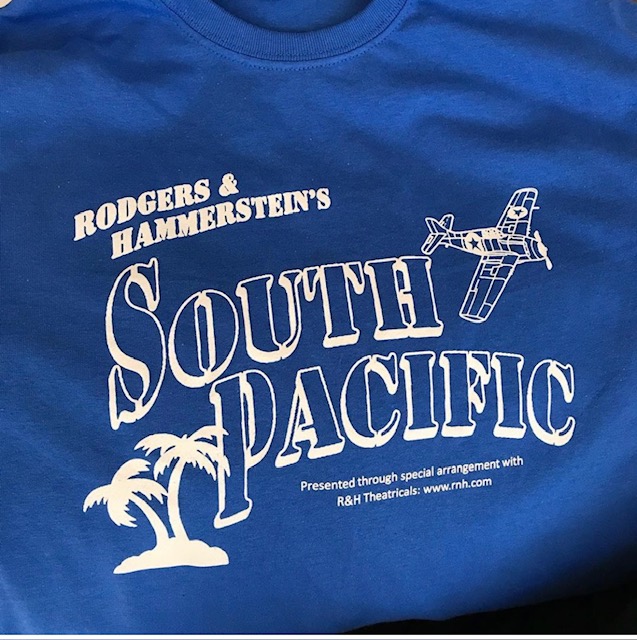 RODGERS &
HAMMERSTEIN'S
SOUTH
PACIFIC
Presented through special arrangement with
R&H Theatricals: www.rnh.com